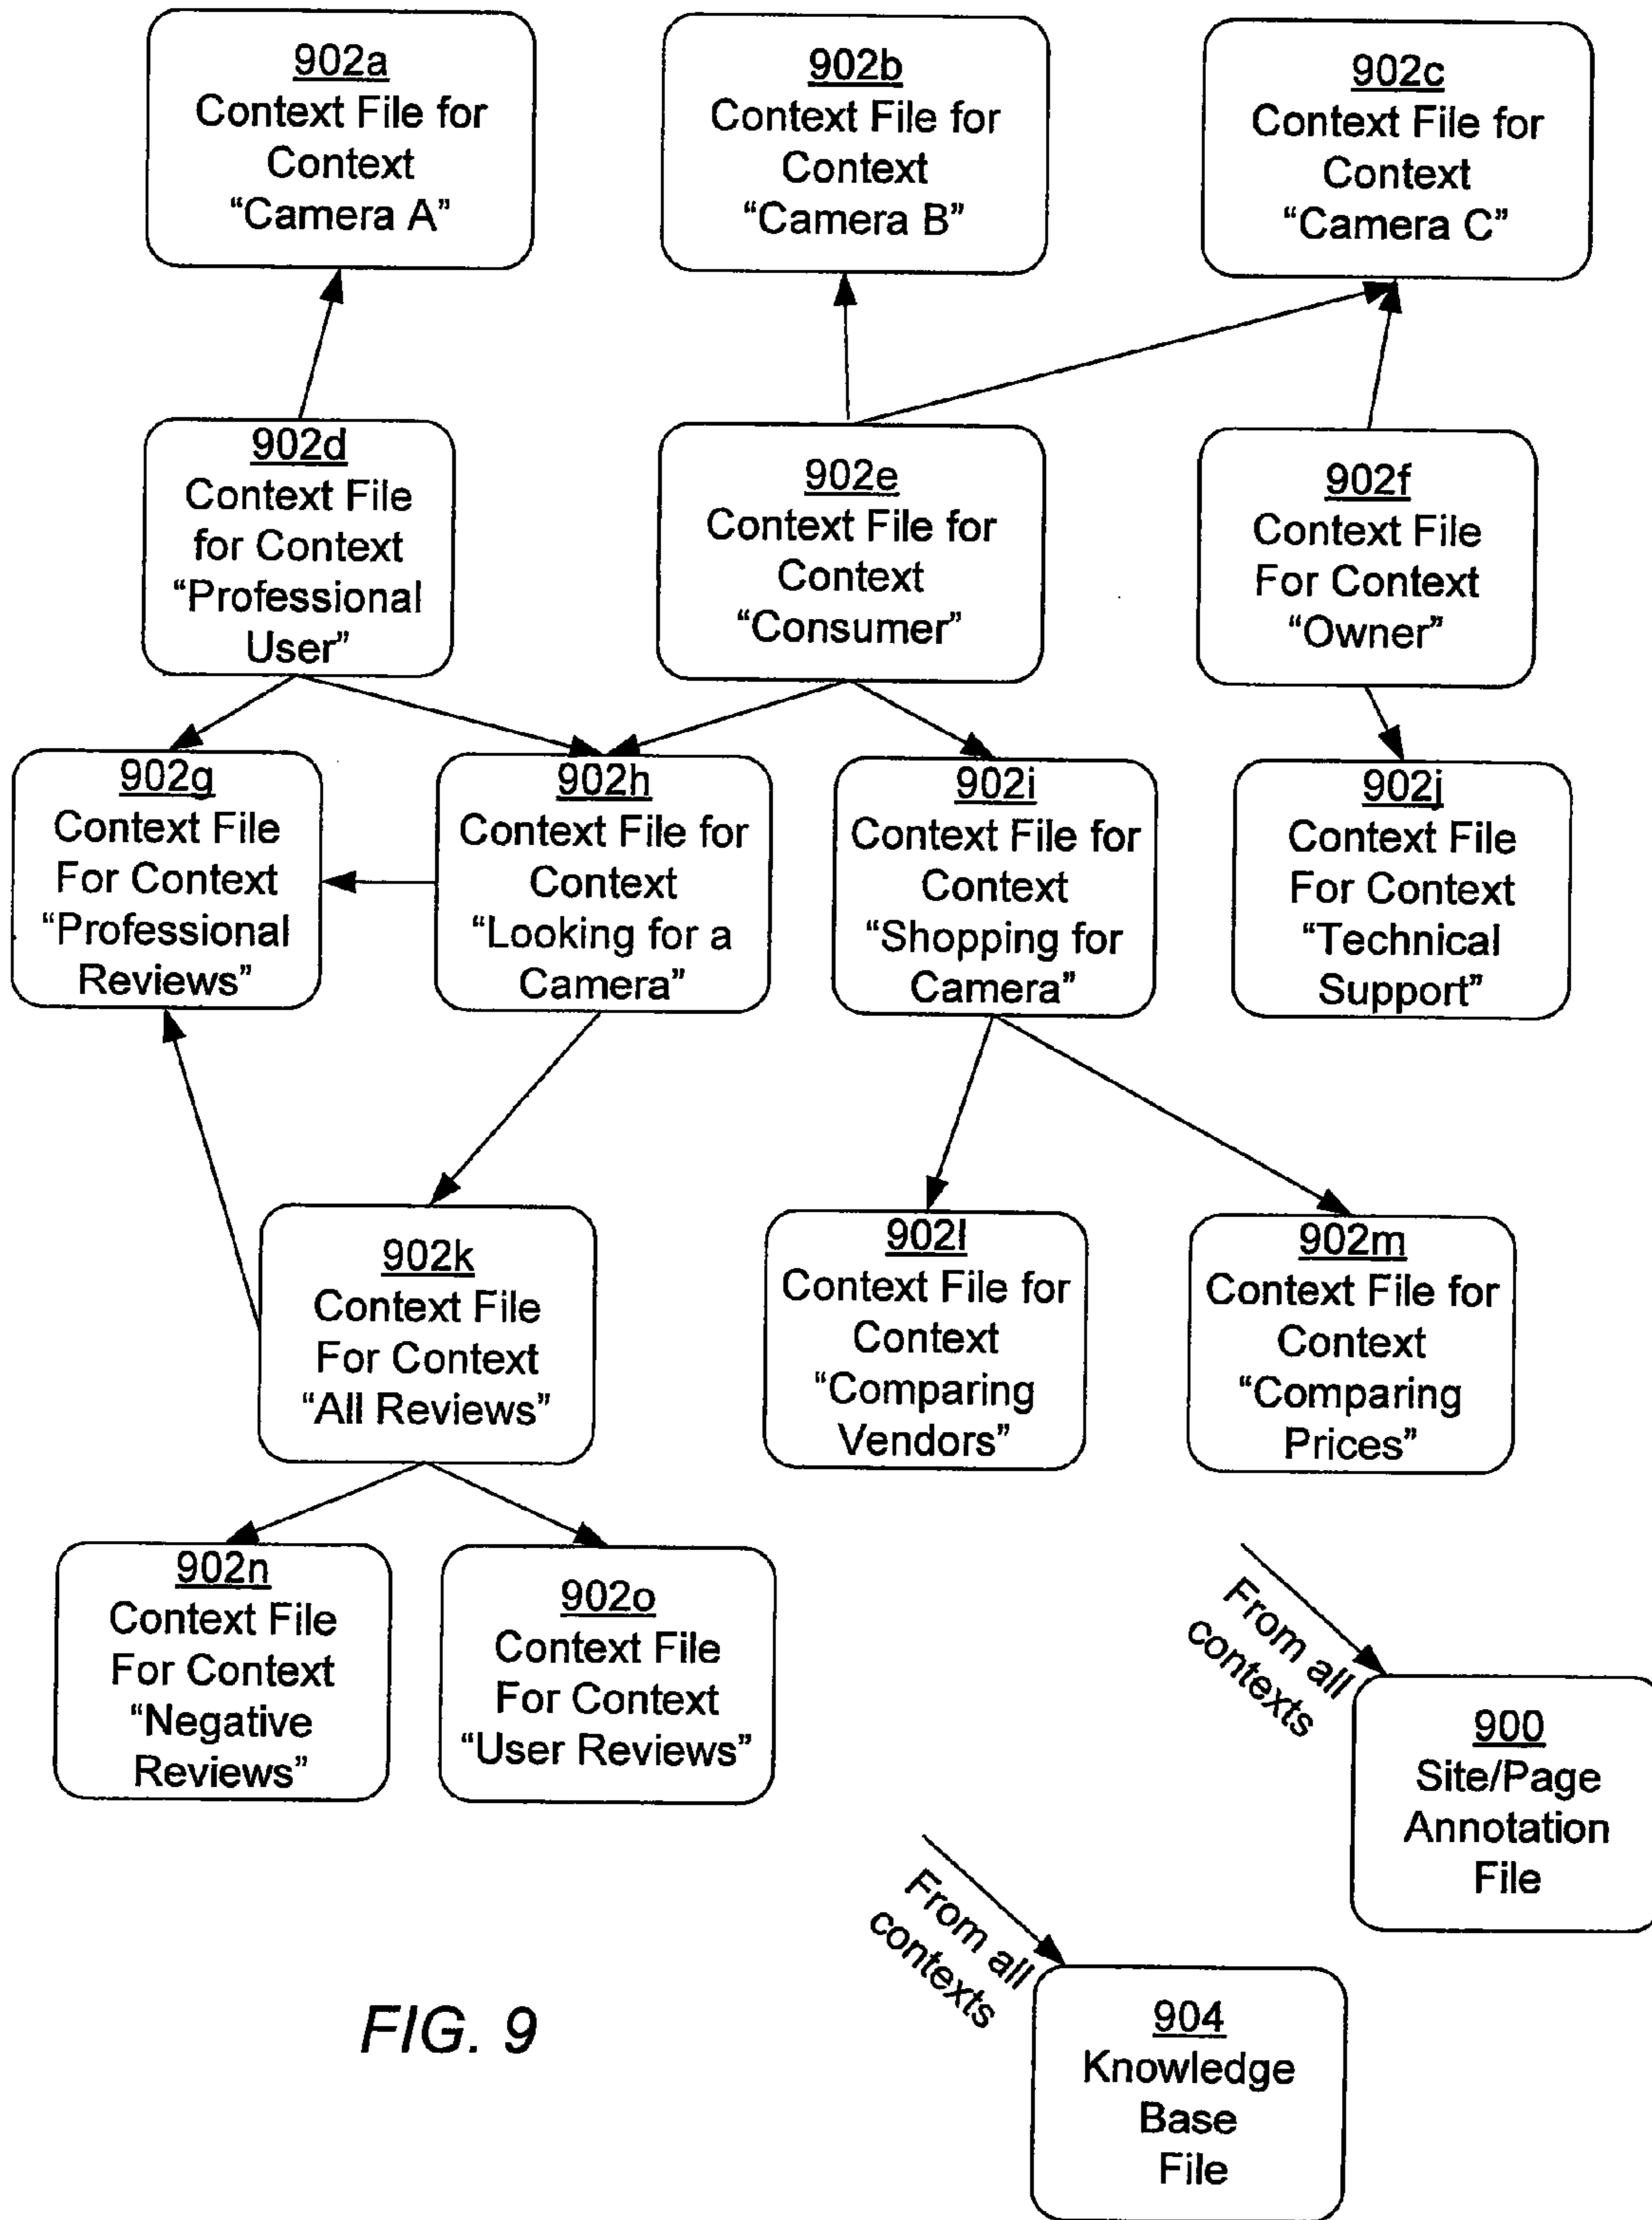 902a
Context File for
Context
“Camera A”
902b
Context File for
Context
“Camera B”
902c
Context File for
Context
“Camera C”
902d
Context File
for Context
“Professional
User”
902e
Context File for
Context
“Consumer”
902f
Context File
For Context
“Owner”
902g
Context File
For Context
“Professional
Reviews”
902h
Context File for
Context
“Looking for a
Camera”
902i
Context File for
Context
“Shopping for
Camera”
902j
Context File
For Context
“Technical
Support”
902k
Context File
For Context
“All Reviews”
902l
Context File for
Context
“Comparing
Vendors”
902m
Context File for
Context
“Comparing
Prices”
902n
Context File
For Context
“Negative
Reviews”
902o
Context File
For Context
“User Reviews”
From all
contexts
900
Site/Page
Annotation
File
From all
contexts
904
Knowledge
Base
File
FIG. 9